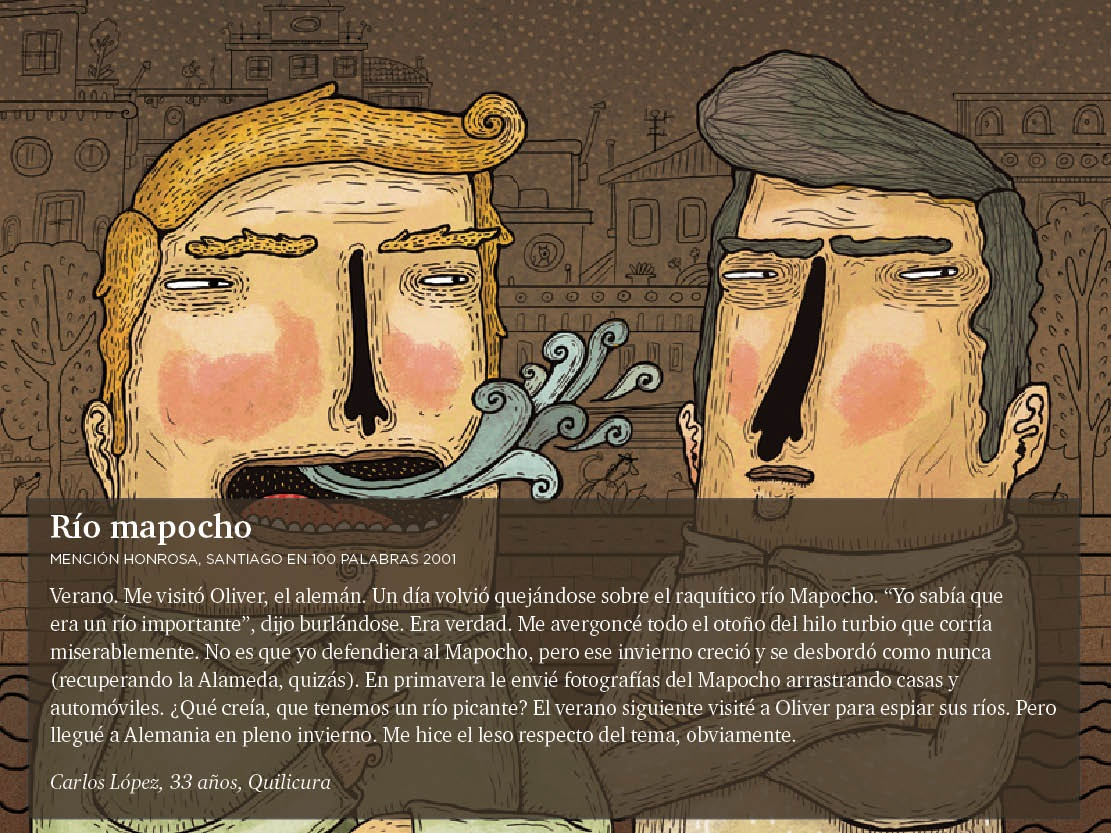 Río mapocho
MENCIÓN HONROSA, SANTIAGO EN 100 PALABRAS 2001
Verano. Me visitó Oliver, el alemán. Un día volvió quejándose sobre el raquítico río Mapocho. “Yo sabía que
era un río importante”, dijo burlándose. Era verdad. Me avergoncé todo el otoño del hilo turbio que corría
miserablemente. No es que yo defendiera al Mapocho, pero ese invierno creció y se desbordó como nunca
(recuperando la Alameda, quizás). En primavera le envié fotografías del Mapocho arrastrando casas y
automóviles. ¿Qué creía, que tenemos un río picante? El verano siguiente visité a Oliver para espiar sus ríos. Pero
llegué a Alemania en pleno invierno. Me hice el leso respecto del tema, obviamente.
Carlos López, 33 años, Quilicura